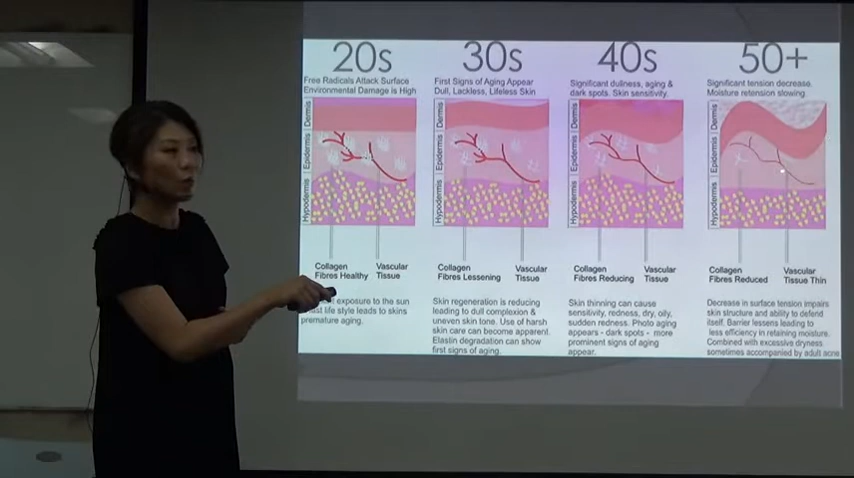 20s
Free Radicals Attack Surface
Environmental Damage is High
Dermis
Epidermis
Hypodermis
Collagen
Fibres Healthy
Vascular
Tissue
exposure to the sun
life style leads to skins
premature aging.
30s
First Signs of Aging Appear
Dull, Lackless, Lifeless Skin
Dermis
Epidermis
Hypodermis
Collagen
Fibres Lessening
Vascular
Tissue
Skin regeneration is reducing
leading to dull complexion &
uneven skin tone. Use of harsh
skin care can become apparent.
Elastin degradation can show
first signs of aging.
40s
Significant dullness, aging &
dark spots. Skin sensitivity.
Dermis
Epidermis
Hypodermis
Collagen
Fibres Reducing
Vascular
Tissue
Skin thinning can cause
sensitivity, redness, dry, oily,
sudden redness. Photo aging
appears - dark spots - more
prominent signs of aging
appear.
50+
Significant tension decrease.
Moisture retension slowing.
Dermis
Epidermis
Hypodermis
Collagen
Fibres Reduced
Vascular
Tissue Thin
Decrease in surface tension impairs
skin structure and ability to defend
itself. Barrier lessens leading to
less efficiency in retaining moisture.
Combined with excessive dryness
sometimes accompanied by adult acne